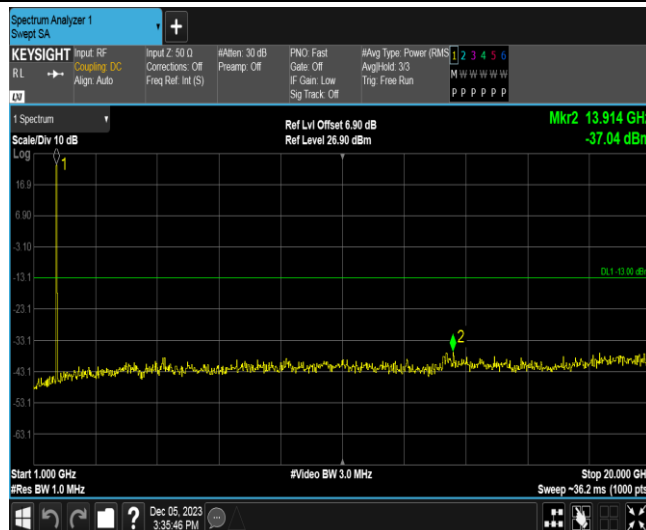 Spectrum Analyzer 1
Swept SA
+
KEYSIGHT
RL
LXI
Input: RF
Coupling: DC
Align: Auto
Input Z: 50 Ω
Corrections: Off
Freq Ref: Int (S)
#Atten: 30 dB
Preamp: Off
PNO: Fast
Gate: Off
IF Gain: Low
Sig Track: Off
#Avg Type: Power (RMS
Avg|Hold: 3/3
Trig: Free Run
1 2 3 4 5 6
M W W W W W
P P P P P P
1 Spectrum
Scale/Div 10 dB
Log
Ref Lvl Offset 6.90 dB
Ref Level 26.90 dBm
Mkr2 13.914 GHz
-37.04 dBm
1
16.9
6.90
-3.10
-13.1
DL1 -13.00 dBm
-23.1
-33.1
2
-43.1
-53.1
-63.1
Start 1.000 GHz
#Video BW 3.0 MHz
Stop 20.000 GHz
#Res BW 1.0 MHz
Sweep ~36.2 ms (1000 pts
?
Dec 05, 2023
3:35:46 PM